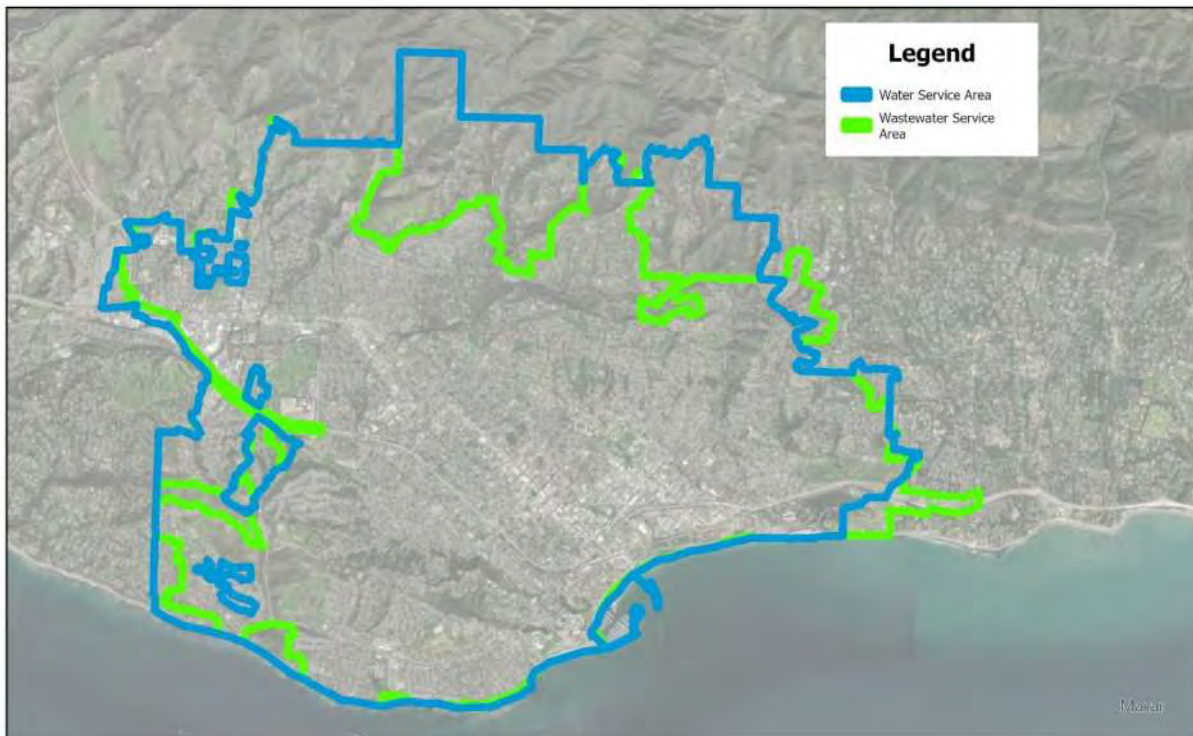 Legend
Water Service Area
Wastewater Service
Area
Maxar